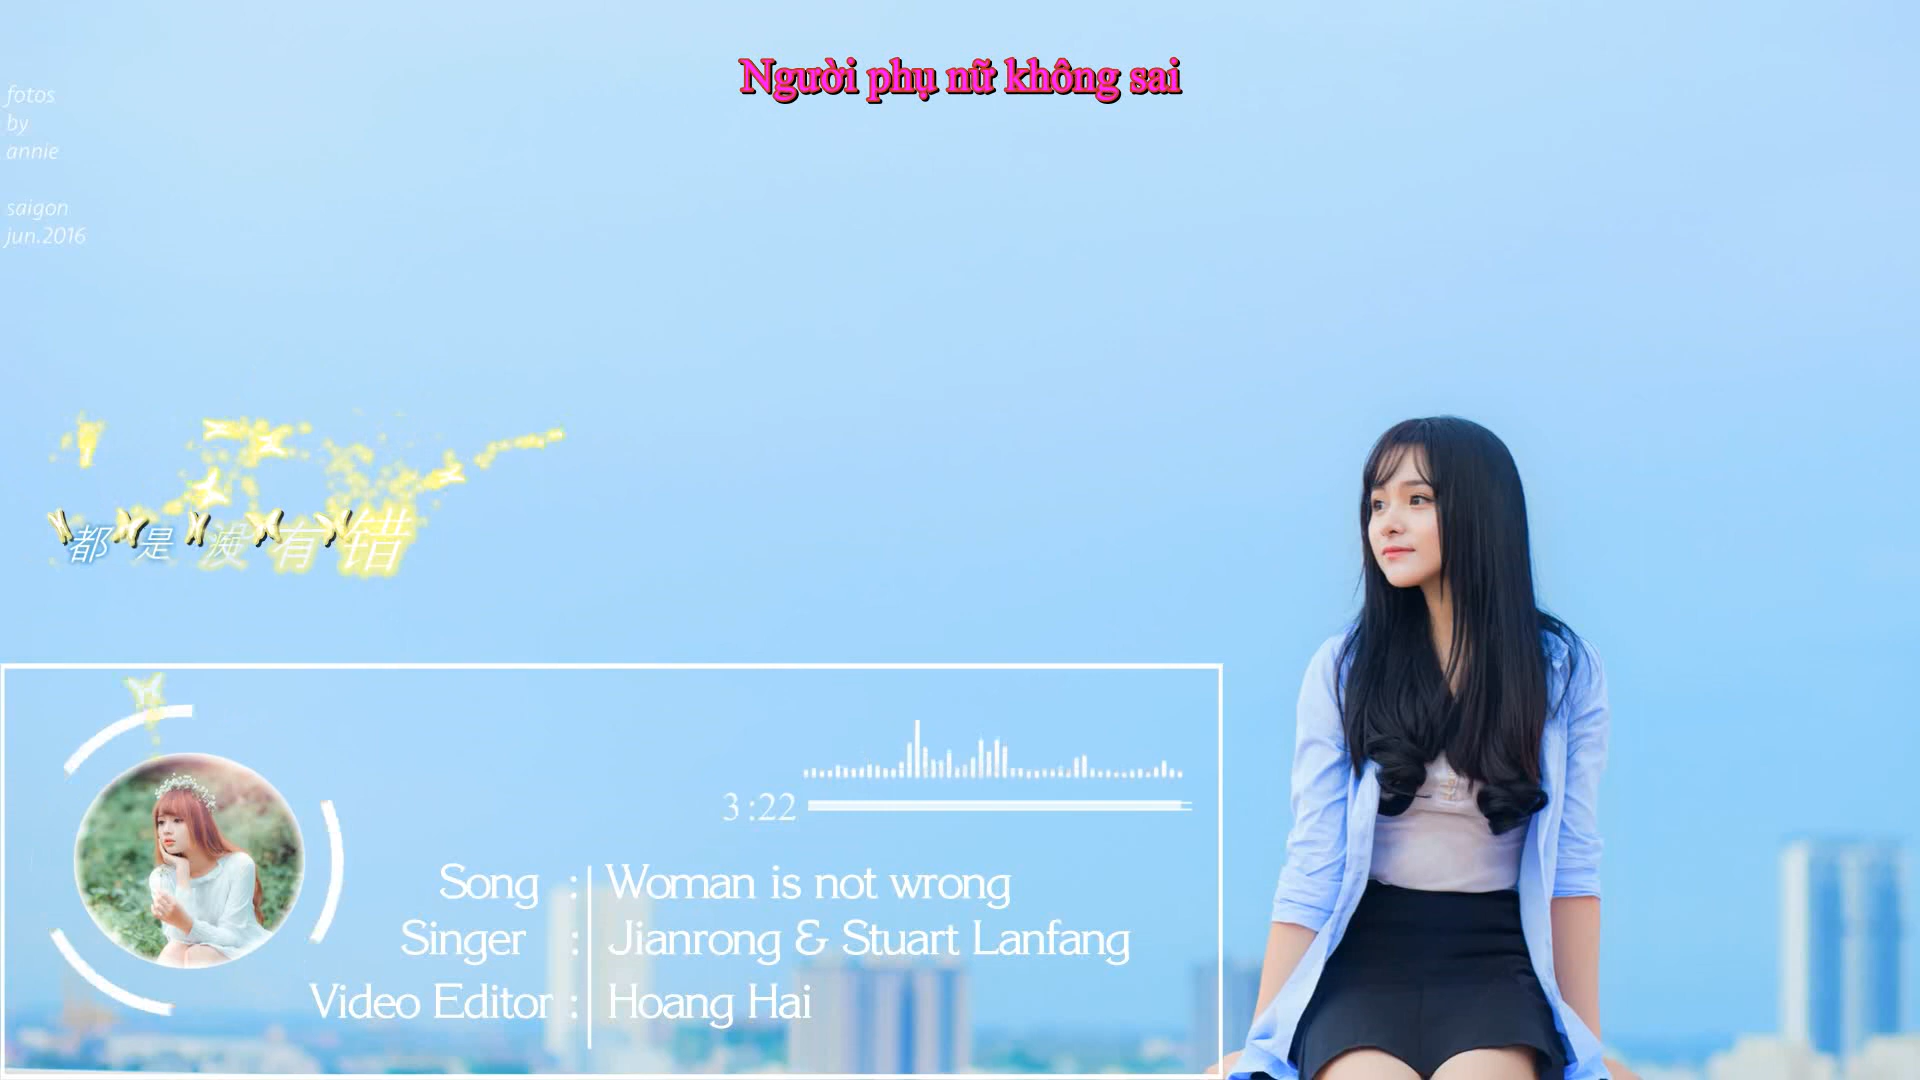 Người phụ nữ không sai
fotos
by
annie
saigon
jun.2016
都是 有错
3:22
Song : Woman is not wrong
Singer : Jianrong & Stuart Lanfang
Video Editor : Hoang Hai